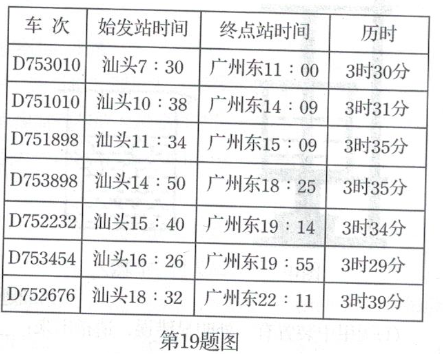 车 次 始发站时间 终点站时间 历时
D753010 汕头7：30 广州东11：00 3时30分
D751010 汕头10：38 广州东14：09 3时31分
D751898 汕头11：34 广州东15：09 3时35分
D753898 汕头14：50 广州东18：25 3时35分
D752232 汕头15：40 广州东19：14 3时34分
D753454 汕头16：26 广州东19：55 3时29分
D752676 汕头18：32 广州东22：11 3时39分
第19题图